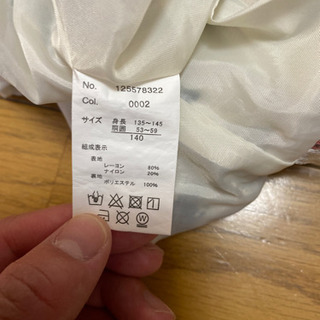 No. 125578322
Col. 0002
サイズ 身長 135~145
胴囲 53~59
140
組成表示
表地
レーヨン 80%
ナイロン 20%
裏地
ポリエステル 100%